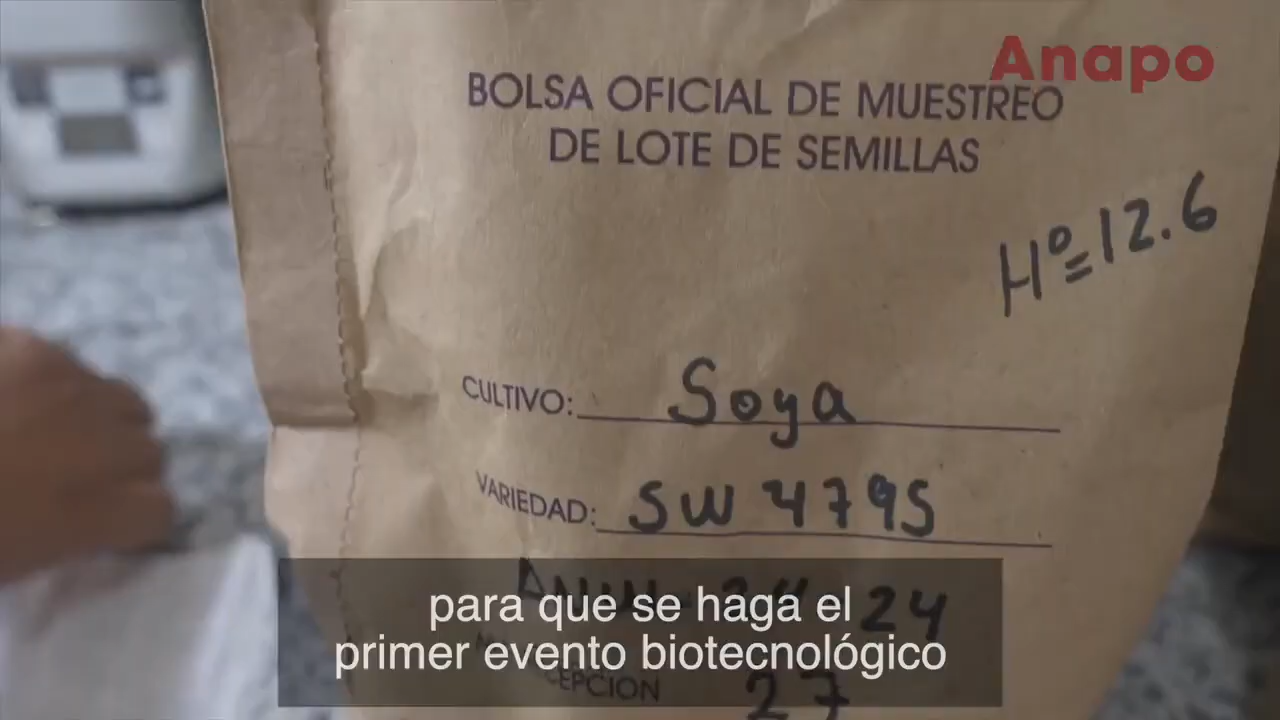 Anapo
BOLSA OFICIAL DE MUESTREO
DE LOTE DE SEMILLAS
Hº=12.6
CULTIVO: Soya
VARIEDAD: SW 4795
24
para que se haga el
primer evento biotecnológico
27